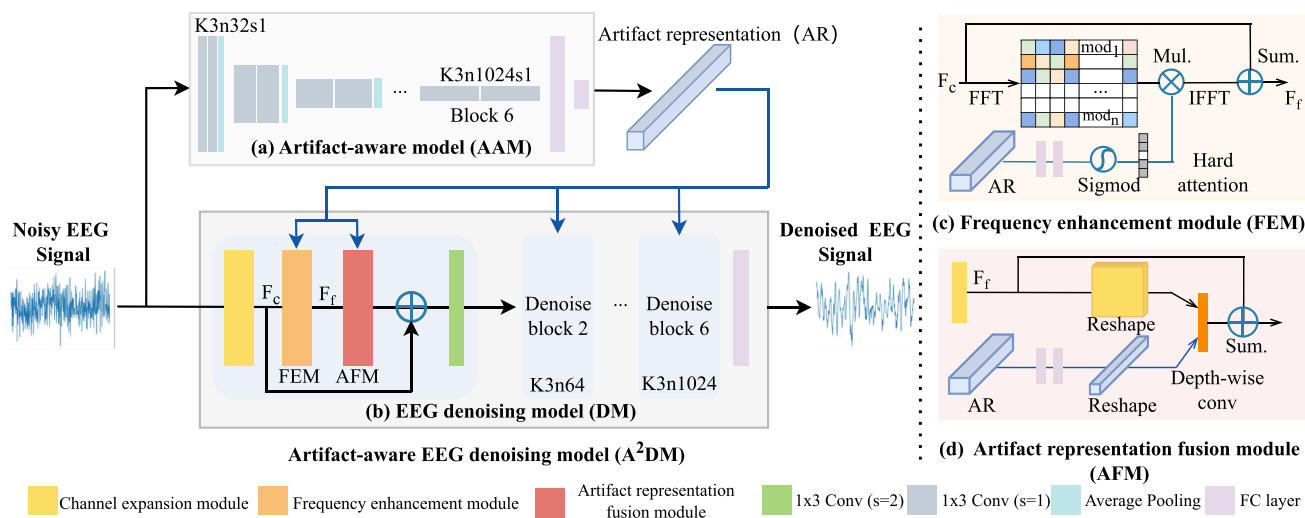 K3n32s1
K3n1024s1
...
Block 6
(a) Artifact-aware model (AAM)
Artifact representation (AR)
Noisy EEG
Signal
F_c
F_f
FEM
AFM
Denoise
block 2
K3n64
...
Denoise
block 6
K3n1024
(b) EEG denoising model (DM)
Denoised EEG
Signal
Artifact-aware EEG denoising model (A²DM)
F_c
FFT
mod_1
...
mod_n
Mul.
IFFT
Sum.
F_f
AR
Sigmod
Hard
attention
(c) Frequency enhancement module (FEM)
F_f
Reshape
Sum.
AR
Reshape
Depth-wise
conv
(d) Artifact representation fusion module
(AFM)
Channel expansion module
Frequency enhancement module
Artifact representation
fusion module
1x3 Conv (s=2)
1x3 Conv (s=1)
Average Pooling
FC layer